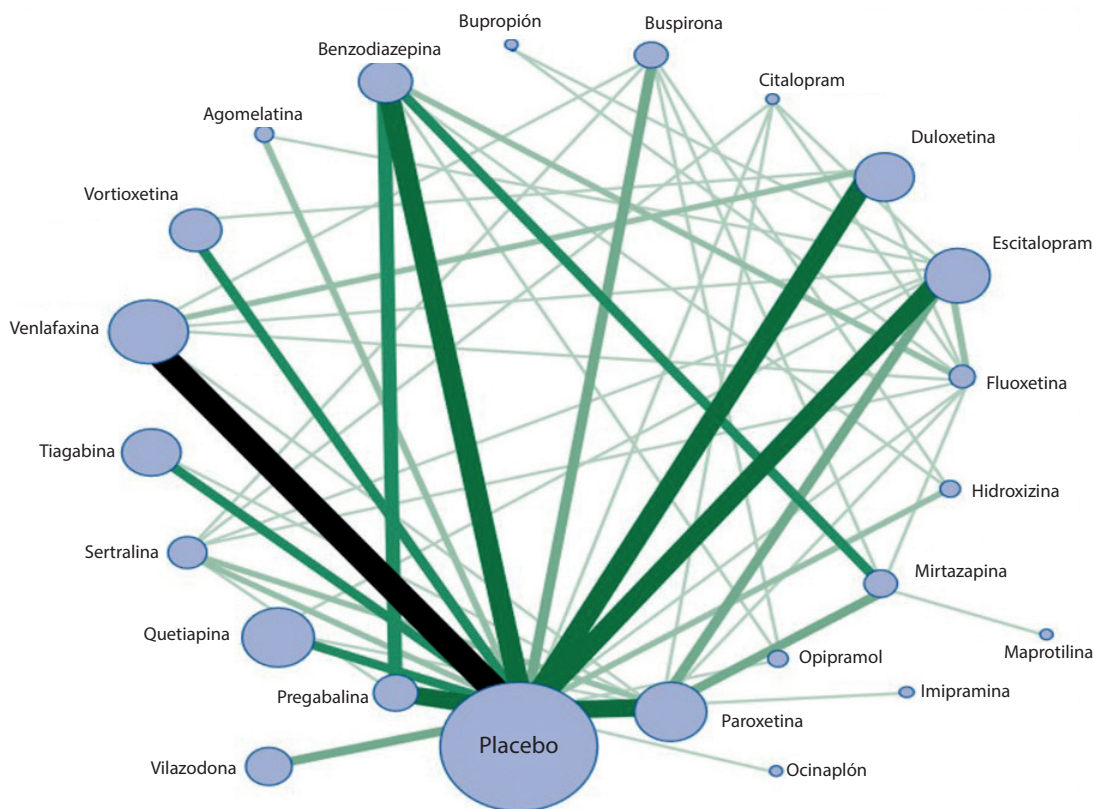 Bupropión
Buspirona
Benzodiazepina
Citalopram
Agomelatina
Duloxetina
Vortioxetina
Escitalopram
Venlafaxina
Fluoxetina
Tiagabina
Hidroxizina
Sertralina
Mirtazapina
Quetiapina
Maprotilina
Opipramol
Pregabalina
Imipramina
Paroxetina
Placebo
Vilazodona
Ocinaplón